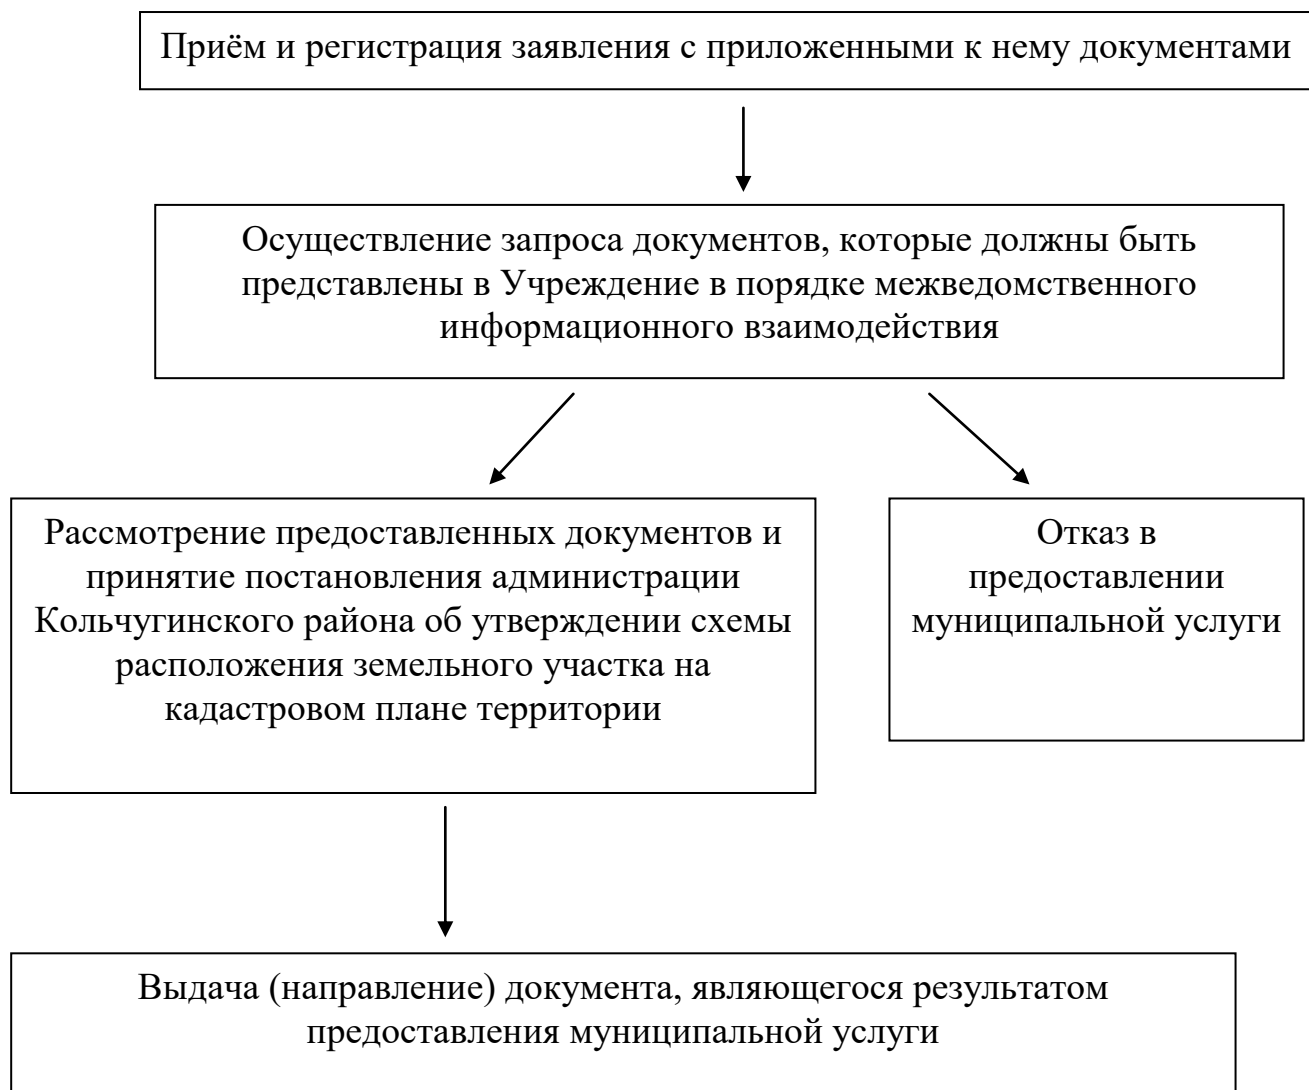 Приём и регистрация заявления с приложенными к нему документами
Осуществление запроса документов, которые должны быть
представлены в Учреждение в порядке межведомственного
информационного взаимодействия
Рассмотрение предоставленных документов и
принятие постановления администрации
Кольчугинского района об утверждении схемы
расположения земельного участка на
кадастровом плане территории
Отказ в
предоставлении
муниципальной услуги
Выдача (направление) документа, являющегося результатом
предоставления муниципальной услуги